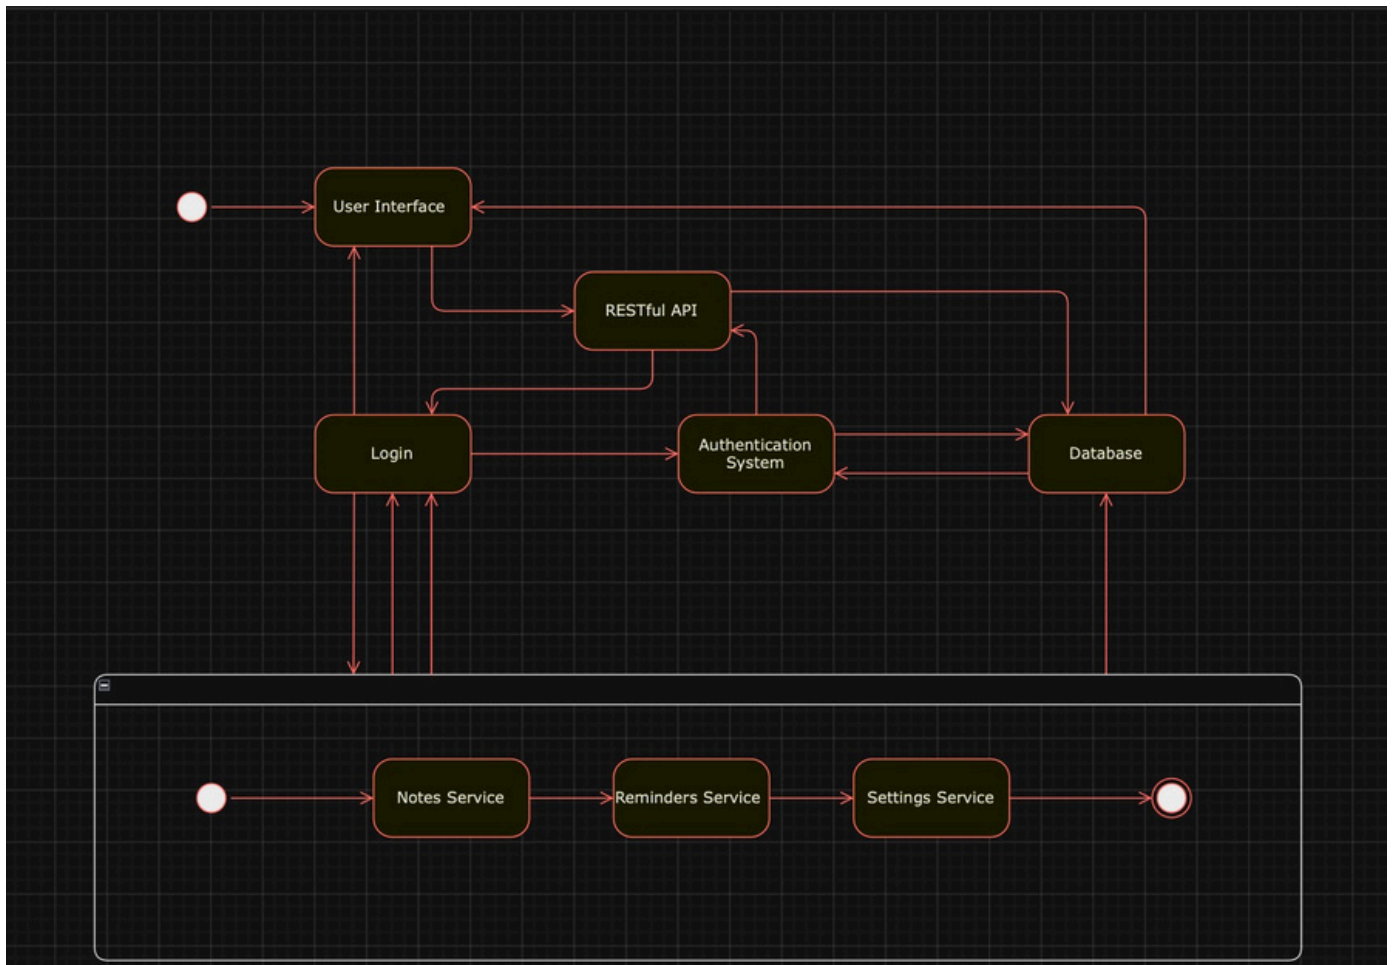 User Interface
RESTful API
Login
Authentication
System
Database
Notes Service
Reminders Service
Settings Service